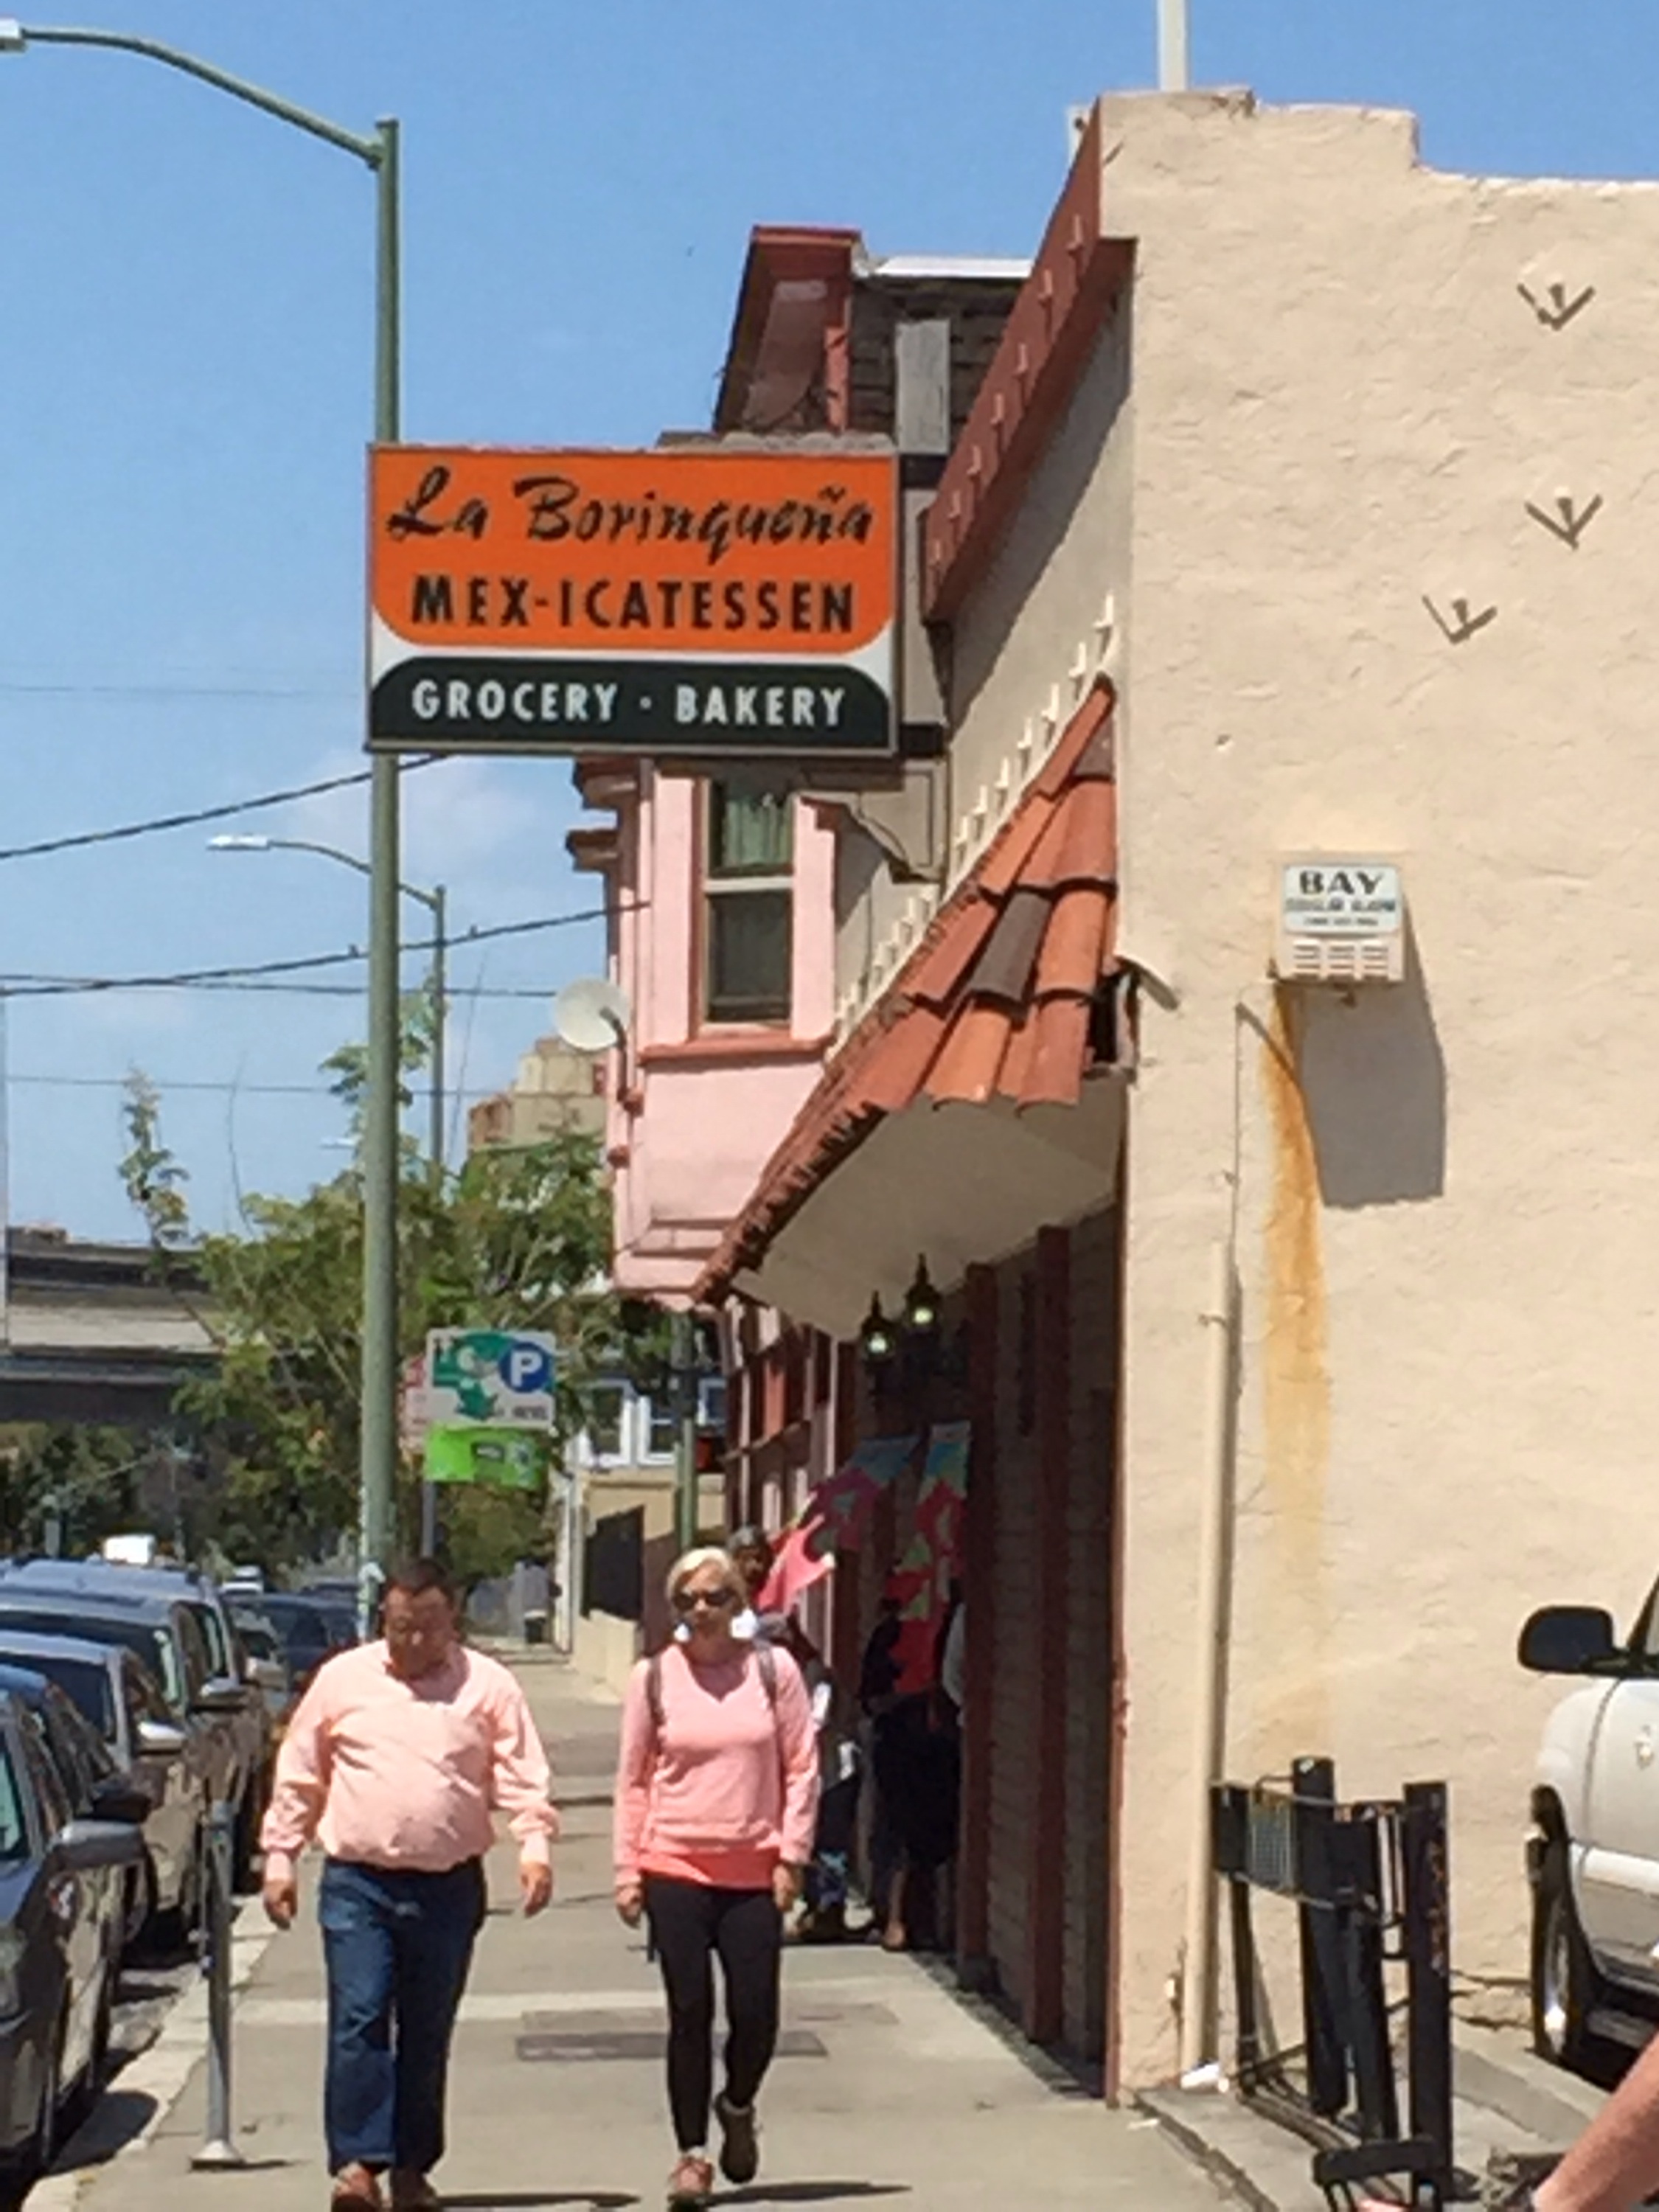 La Borinqueña
MEX-ICATESSEN
GROCERY · BAKERY
BAY
P